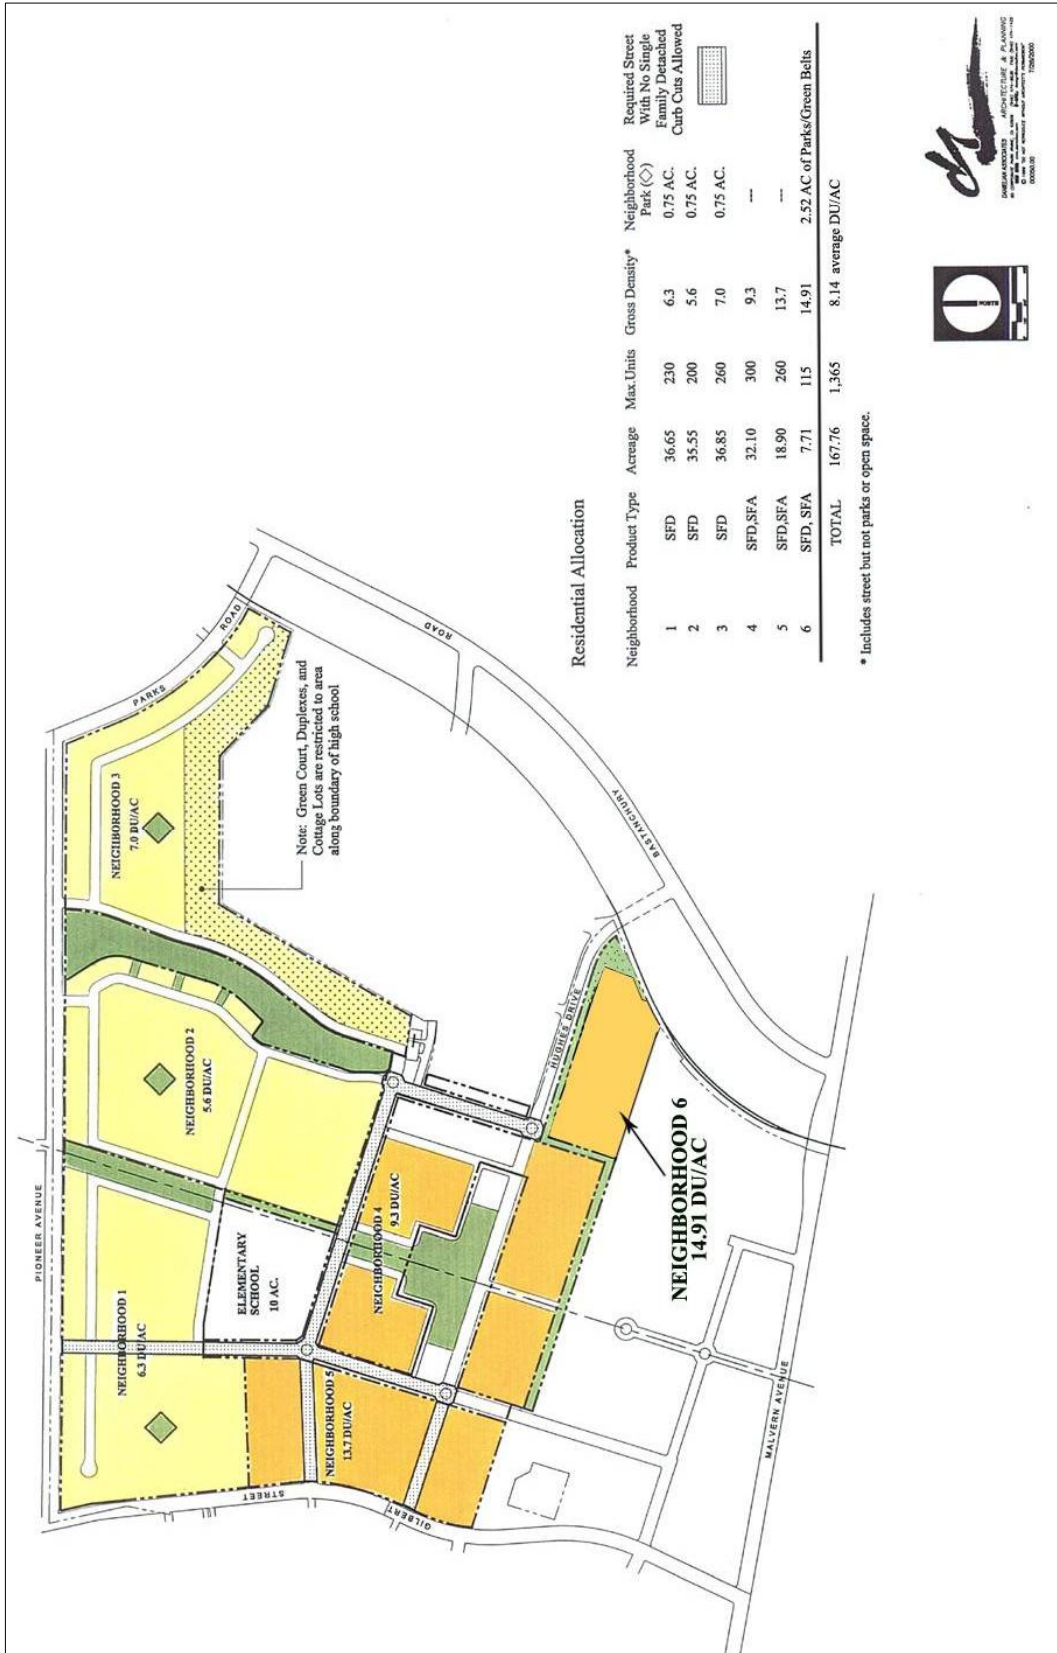 PIONEER AVENUE
PARKS
ROAD
NEIGHBORHOOD 1
6.3 DU/AC
NEIGHBORHOOD 2
5.6 DU/AC
NEIGHBORHOOD 3
7.0 DU/AC
Note: Green Court, Duplexes, and
Cottage Lots are restricted to area
along boundary of high school
ELEMENTARY
SCHOOL
10 AC.
NEIGHBORHOOD 4
9.3 DU/AC
NEIGHBORHOOD 5
13.7 DU/AC
STREET
GILBERT
HUGHES DRIVE
ROAD
BASTANCHURY
NEIGHBORHOOD 6
14.91 DU/AC
MALVERN AVENUE
Residential Allocation
Neighborhood Product Type Acreage Max.Units Gross Density* Neighborhood Park (◇) Required Street With No Single Family Detached Curb Cuts Allowed
1 SFD 36.65 230 6.3 0.75 AC.
2 SFD 35.55 200 5.6 0.75 AC.
3 SFD 36.85 260 7.0 0.75 AC.
4 SFD,SFA 32.10 300 9.3 ---
5 SFD,SFA 18.90 260 13.7 ---
6 SFD, SFA 7.71 115 14.91 2.52 AC of Parks/Green Belts
TOTAL 167.76 1,365 8.14 average DU/AC
* Includes street but not parks or open space.
NORTH
ARCHITECTURE & PLANNING
00050.00
7/26/2000